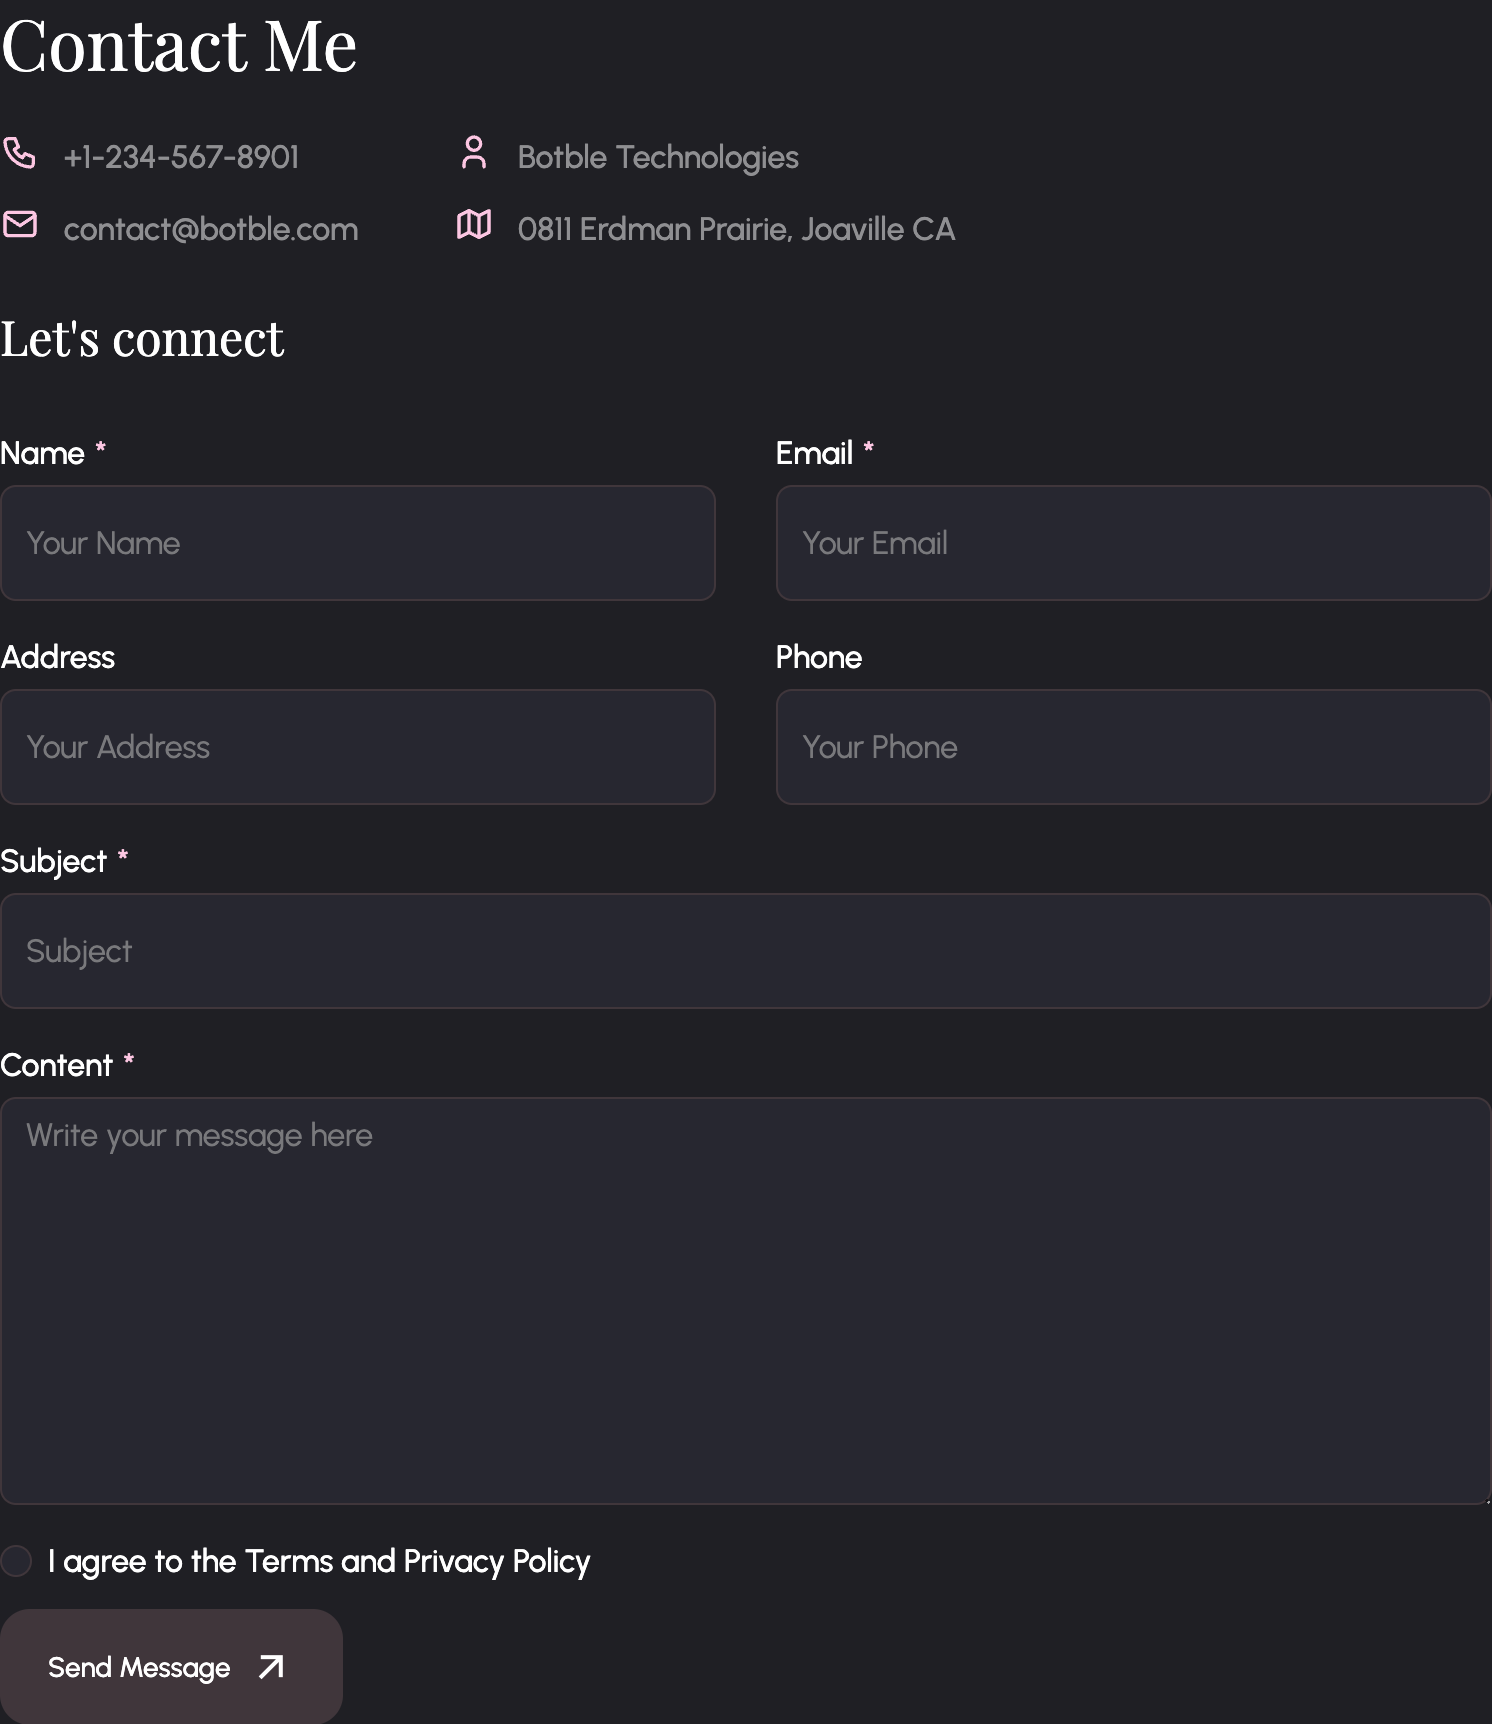 Contact Me
+1-234-567-8901
Botble Technologies
contact@botble.com
0811 Erdman Prairie, Joaville CA
Let's connect
Name *
Email *
Your Name
Your Email
Address
Phone
Your Address
Your Phone
Subject *
Subject
Content *
Write your message here
I agree to the Terms and Privacy Policy
Send Message